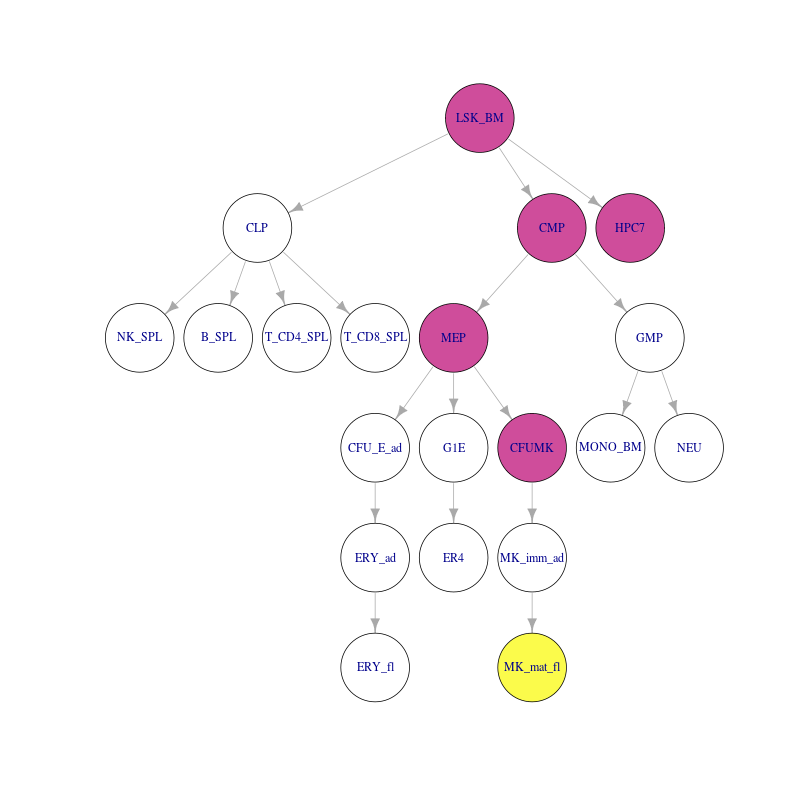 LSK_BM
CLP
CMP
HPC7
NK_SPL
B_SPL
T_CD4_SPL
T_CD8_SPL
MEP
GMP
CFU_E_ad
G1E
CFUMK
MONO_BM
NEU
ERY_ad
ER4
MK_imm_ad
ERY_fl
MK_mat_fl